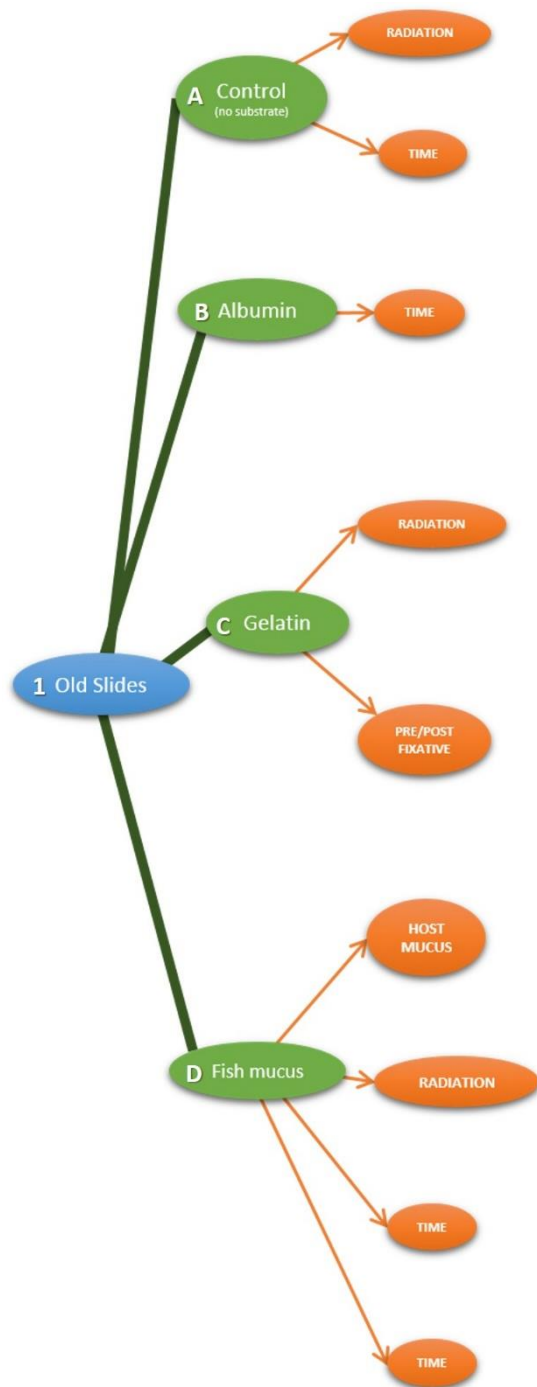 RADIATION
A Control
(no substrate)
TIME
B Albumin
TIME
RADIATION
C Gelatin
1 Old Slides
PRE/POST
FIXATIVE
HOST
MUCUS
D Fish mucus
RADIATION
TIME
TIME